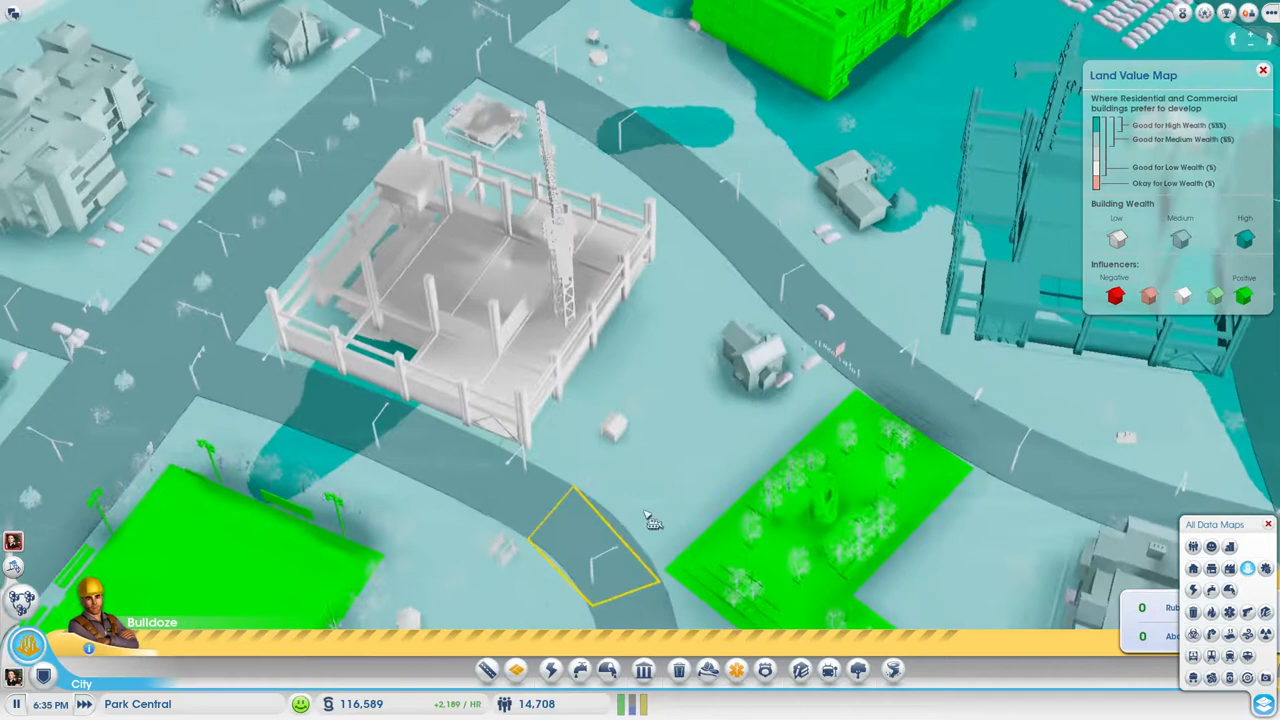 Land Value Map
Where Residential and Commercial
buildings prefer to develop
Good for High Wealth ($$$)
Good for Medium Wealth ($$)
Good for Low Wealth ($)
Okay for Low Wealth ($)
Building Wealth
Low Medium High
Influencers:
Negative Positive
All Data Maps
0 Rub
0 Aba
Bulldoze
City
6:35 PM Park Central 116,589 +2,189 / HR 14,708